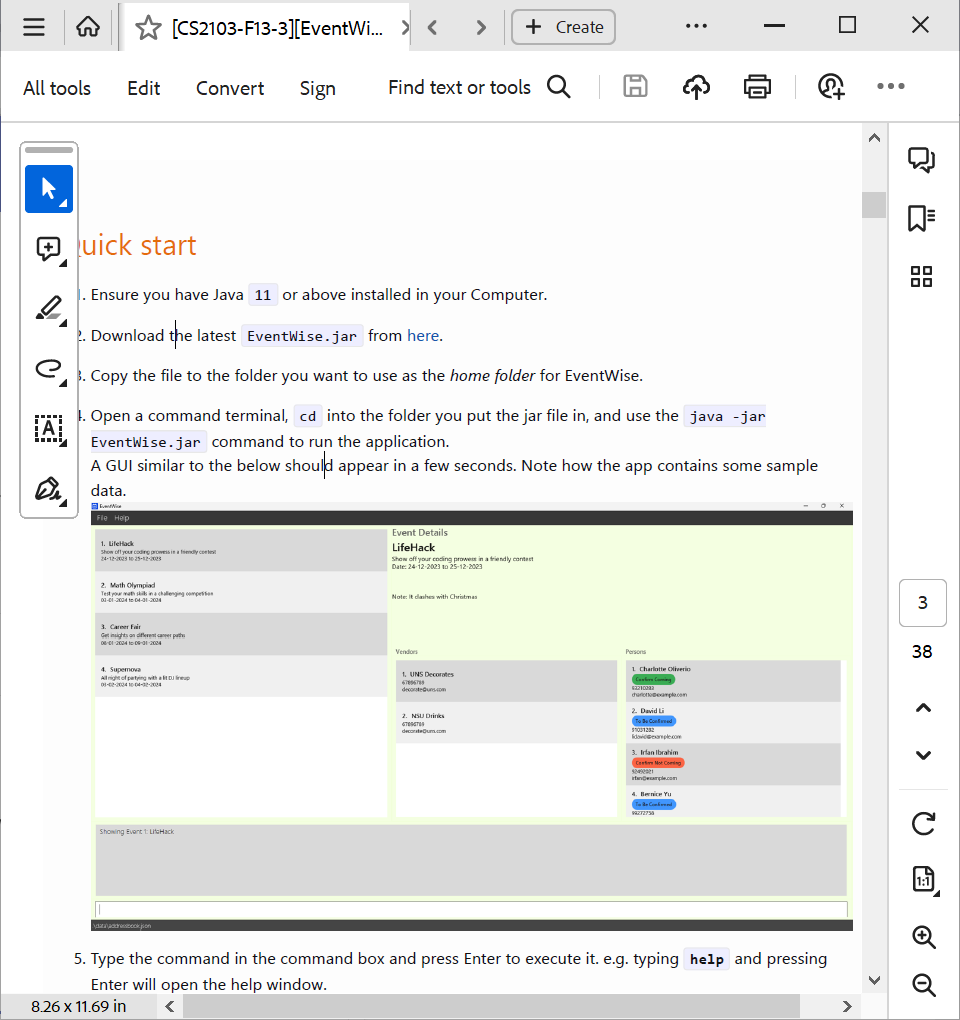 [CS2103-F13-3][EventWi...
Create
All tools
Edit
Convert
Sign
Find text or tools
Quick start
1. Ensure you have Java 11 or above installed in your Computer.
2. Download the latest EventWise.jar from here.
3. Copy the file to the folder you want to use as the home folder for EventWise.
4. Open a command terminal, cd into the folder you put the jar file in, and use the java -jar
EventWise.jar command to run the application.
A GUI similar to the below should appear in a few seconds. Note how the app contains some sample
data.
EventWise
File Help
1. LifeHack
Show off your coding prowess in a friendly contest
24-12-2023 to 25-12-2023
2. Math Olympiad
Test your math skills in a challenging competition
03-01-2024 to 04-01-2024
3. Career Fair
Get insights on different career paths
08-01-2024 to 09-01-2024
4. Supernova
All night of partying with a lit DJ lineup
03-02-2024 to 04-02-2024
Event Details
LifeHack
Show off your coding prowess in a friendly contest
Date: 24-12-2023 to 25-12-2023
Note: It clashes with Christmas
Vendors
1. UNS Decorates
67896789
decorate@uns.com
2. NSU Drinks
67896789
decorate@uns.com
Persons
1. Charlotte Oliverio
Confirm Coming
93210283
charlotte@example.com
2. David Li
To Be Confirmed
91031282
lidavid@example.com
3. Irfan Ibrahim
Confirm Not Coming
92492021
irfan@example.com
4. Bernice Yu
To Be Confirmed
99272758
Showing Event 1: LifeHack
\data\addressbook.json
5. Type the command in the command box and press Enter to execute it. e.g. typing help and pressing
Enter will open the help window.
3
38
1:1
8.26 x 11.69 in